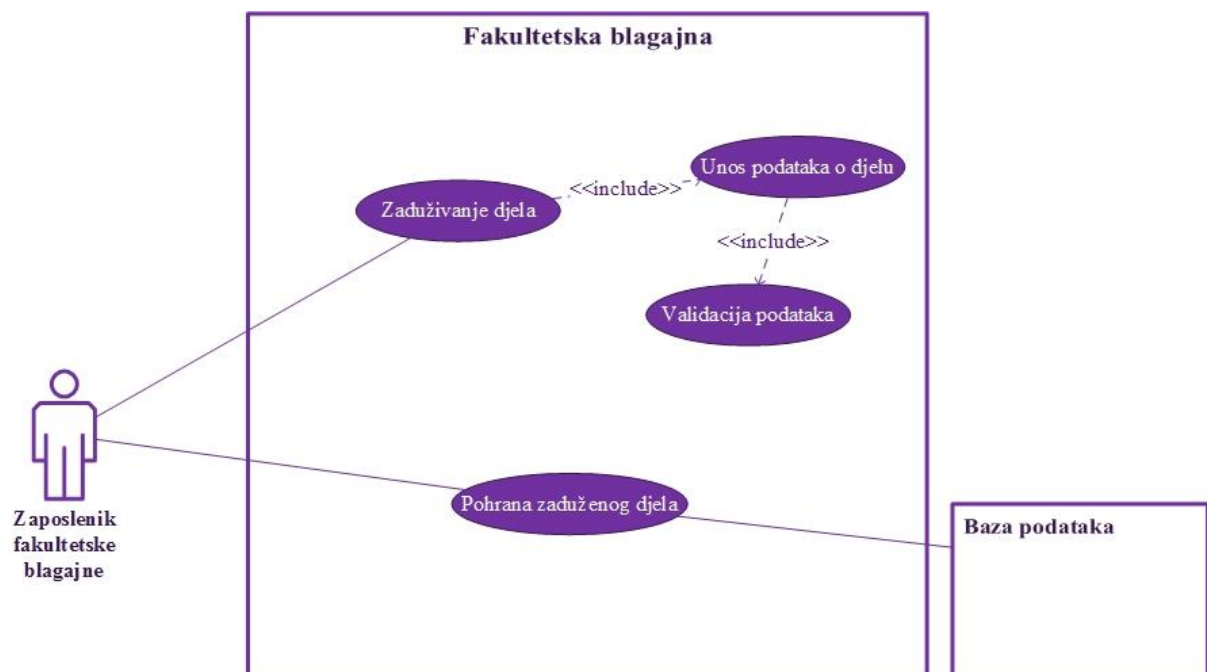 Fakultetska blagajna
Unos podataka o djelu
<<include>>
Zaduživanje djela
<<include>>
Validacija podataka
Pohrana zaduženog djela
Zaposlenik
fakultetske
blagajne
Baza podataka